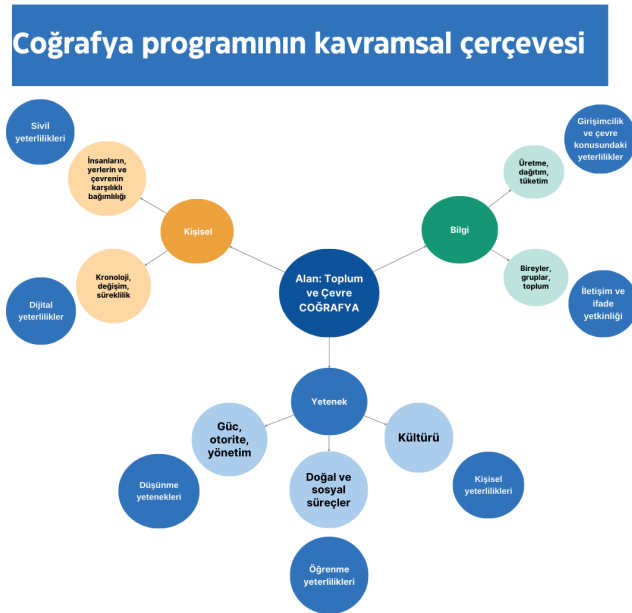 Coğrafya programının kavramsal çerçevesi
Sivil
yeterlilikleri
İnsanların,
yerlerin ve
çevrenin
karşılıklı
bağımlılığı
Kişisel
Kronoloji,
değişim,
süreklilik
Dijital
yeterlilikler
Alan: Toplum
ve Çevre
COĞRAFYA
Girişimcilik
ve çevre
konusundaki
yeterlilikler
Üretme,
dağıtım,
tüketim
Bilgi
Bireyler,
gruplar,
toplum
İletişim ve
ifade
yetkinliği
Yetenek
Güc,
otorite,
yönetim
Kültürü
Doğal ve
sosyal
süreçler
Düşünme
yetenekleri
Kişisel
yeterlilikleri
Öğrenme
yeterlilikleri